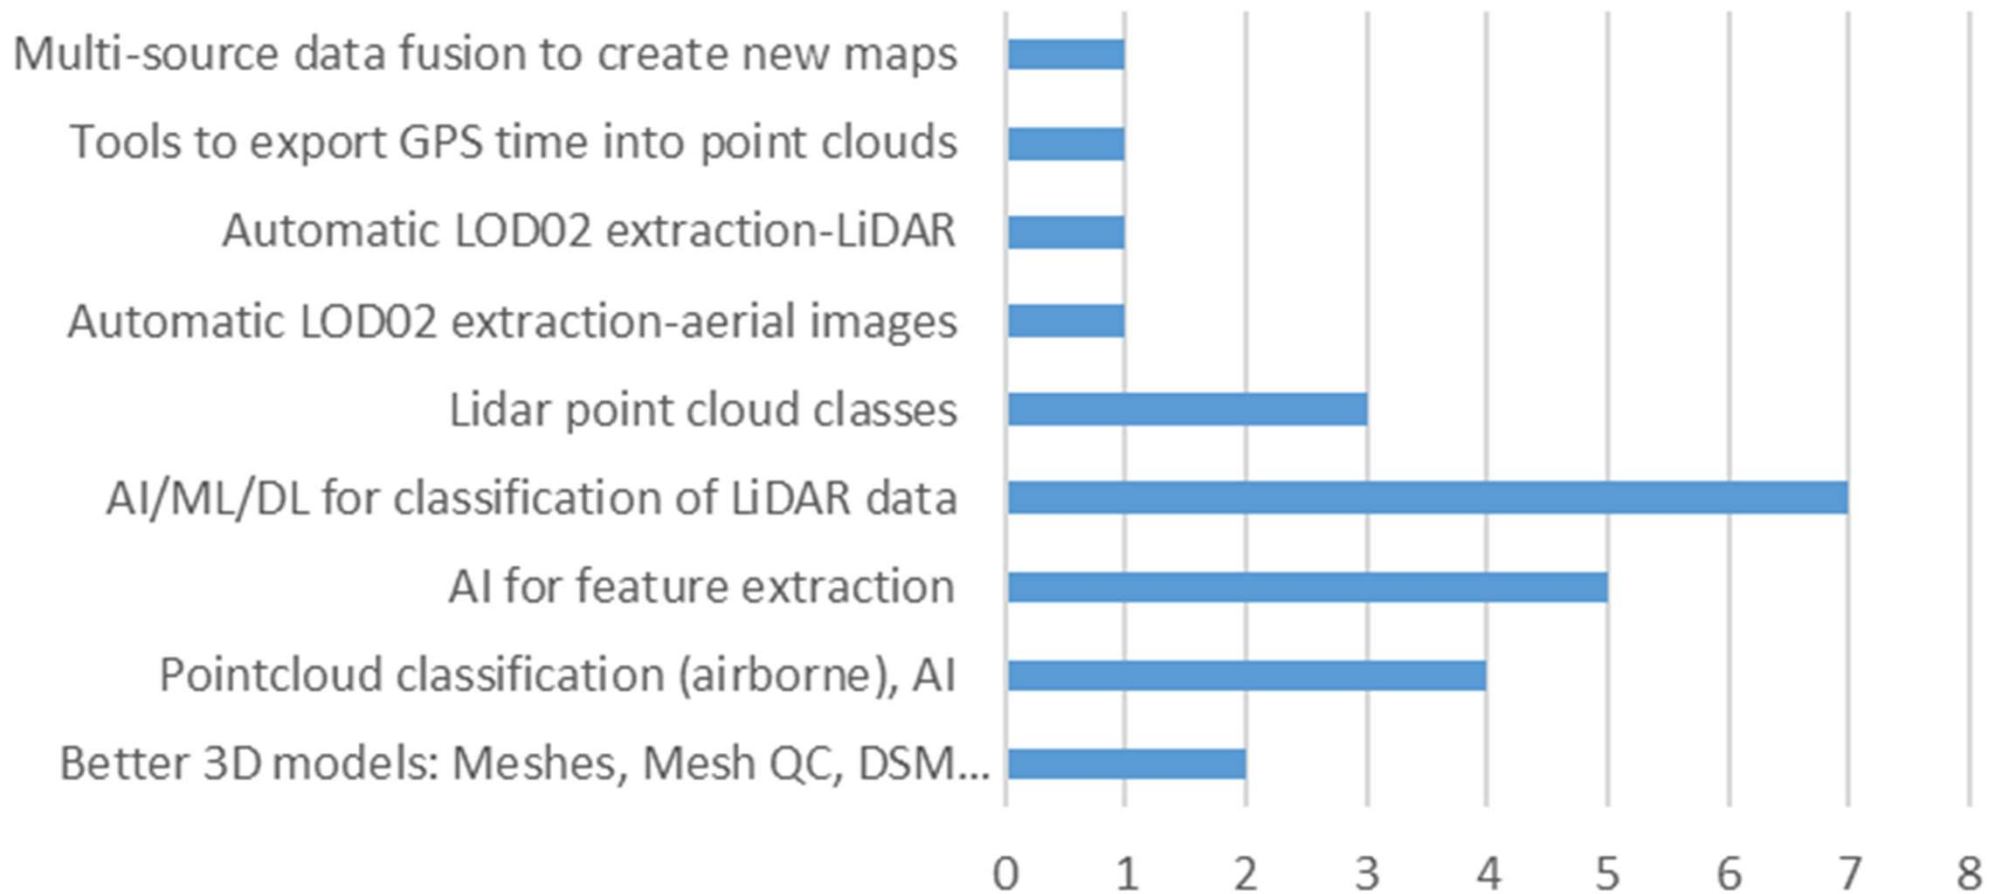 Multi-source data fusion to create new maps
Tools to export GPS time into point clouds
Automatic LOD02 extraction-LiDAR
Automatic LOD02 extraction-aerial images
Lidar point cloud classes
AI/ML/DL for classification of LiDAR data
AI for feature extraction
Pointcloud classification (airborne), AI
Better 3D models: Meshes, Mesh QC, DSM...
0 1 2 3 4 5 6 7 8